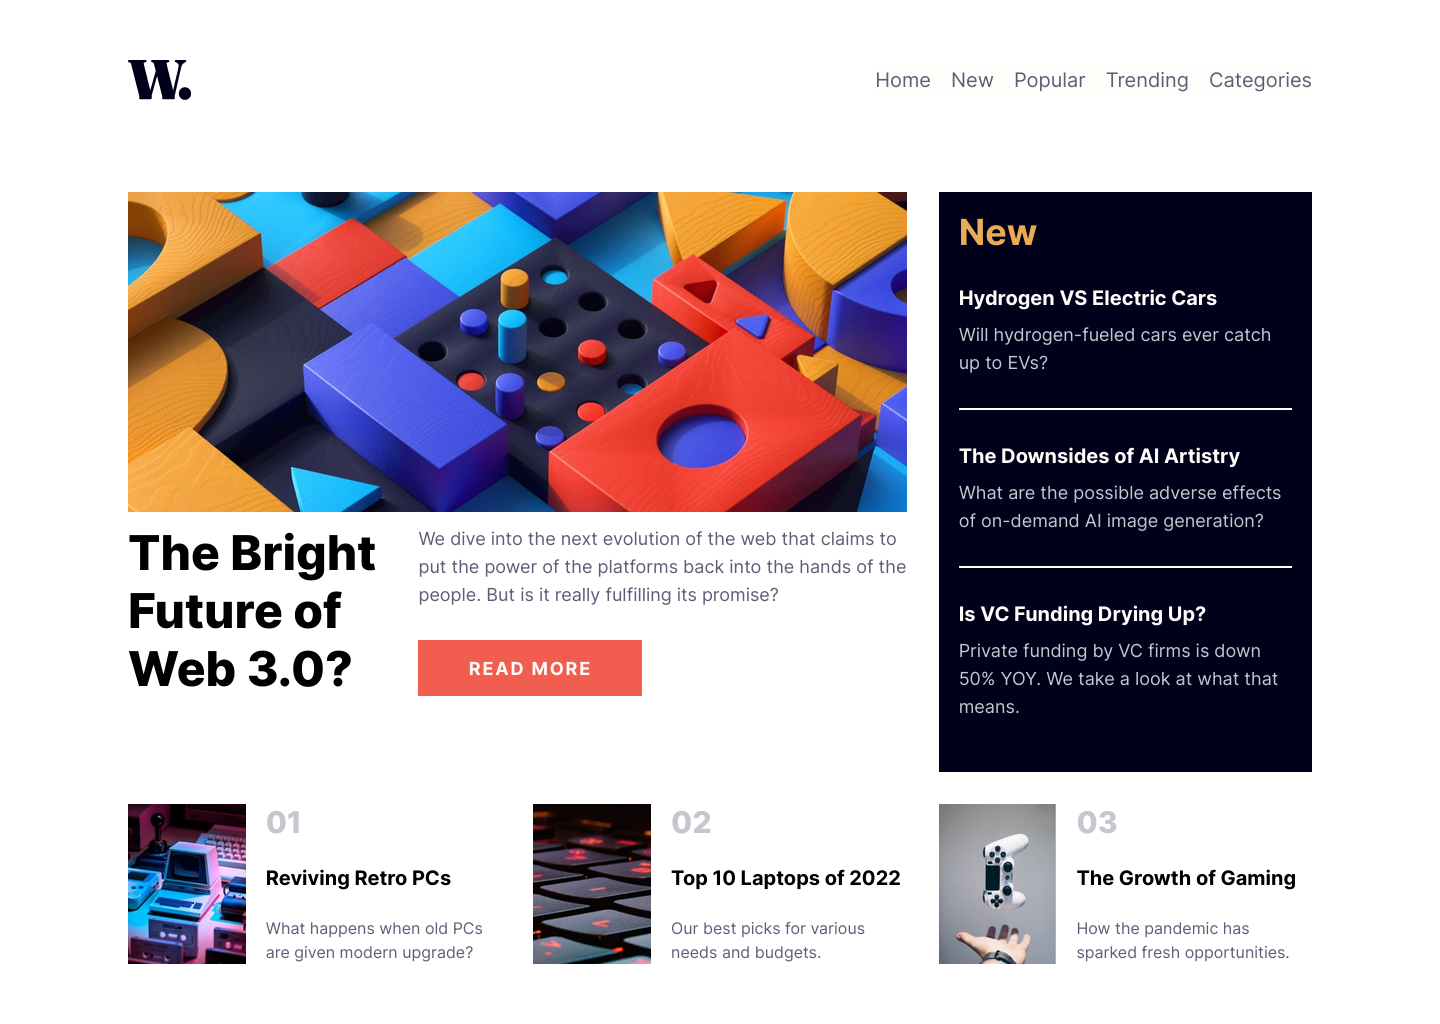 W.
Home New Popular Trending Categories
New
Hydrogen VS Electric Cars
Will hydrogen-fueled cars ever catch
up to EVs?
The Downsides of AI Artistry
What are the possible adverse effects
of on-demand AI image generation?
Is VC Funding Drying Up?
Private funding by VC firms is down
50% YOY. We take a look at what that
means.
The Bright
Future of
Web 3.0?
We dive into the next evolution of the web that claims to
put the power of the platforms back into the hands of the
people. But is it really fulfilling its promise?
READ MORE
01
Reviving Retro PCs
What happens when old PCs
are given modern upgrade?
02
Top 10 Laptops of 2022
Our best picks for various
needs and budgets.
03
The Growth of Gaming
How the pandemic has
sparked fresh opportunities.